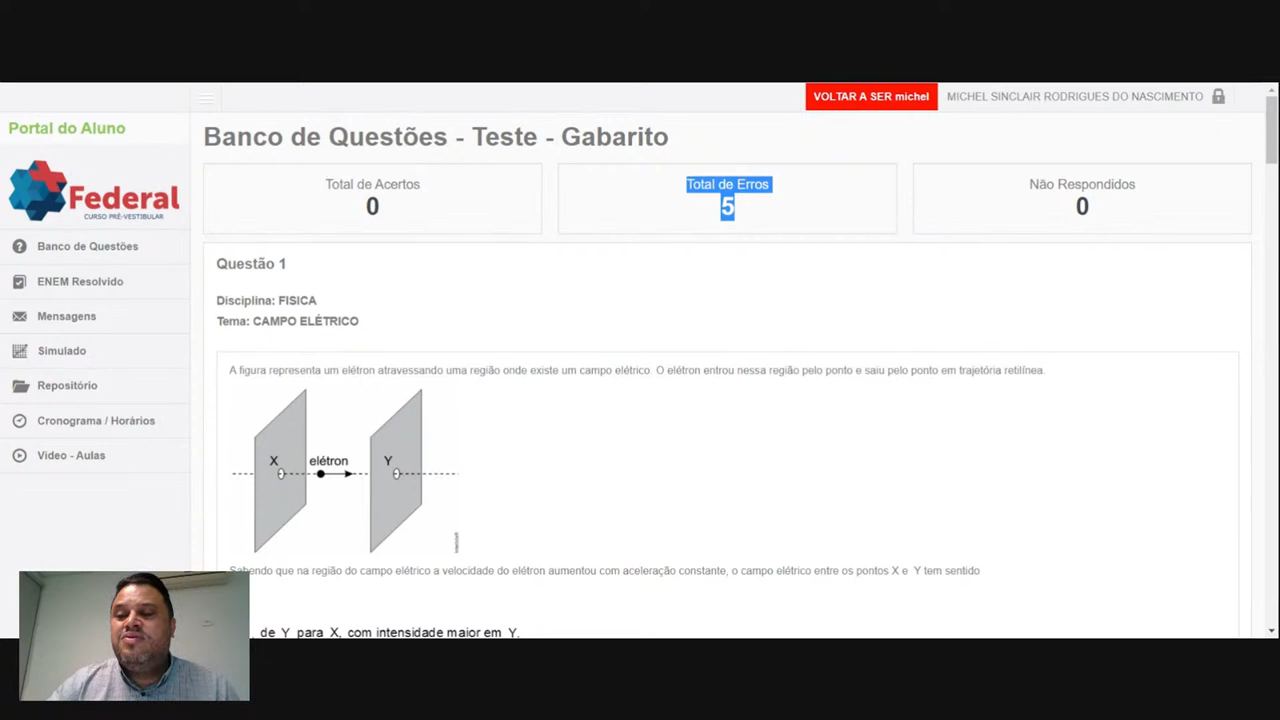 VOLTAR A SER michel
MICHEL SINCLAIR RODRIGUES DO NASCIMENTO
Portal do Aluno
Federal
CURSO PRÉ-VESTIBULAR
Banco de Questões
ENEM Resolvido
Mensagens
Simulado
Repositório
Cronograma / Horários
Video - Aulas
Banco de Questões - Teste - Gabarito
Total de Acertos
0
Total de Erros
5
Não Respondidos
0
Questão 1
Disciplina: FISICA
Tema: CAMPO ELÉTRICO
A figura representa um elétron atravessando uma região onde existe um campo elétrico. O elétron entrou nessa região pelo ponto e saiu pelo ponto em trajetória retilínea.
X elétron Y
Sabendo que na região do campo elétrico a velocidade do elétron aumentou com aceleração constante, o campo elétrico entre os pontos X e Y tem sentido
de Y para X, com intensidade maior em Y.